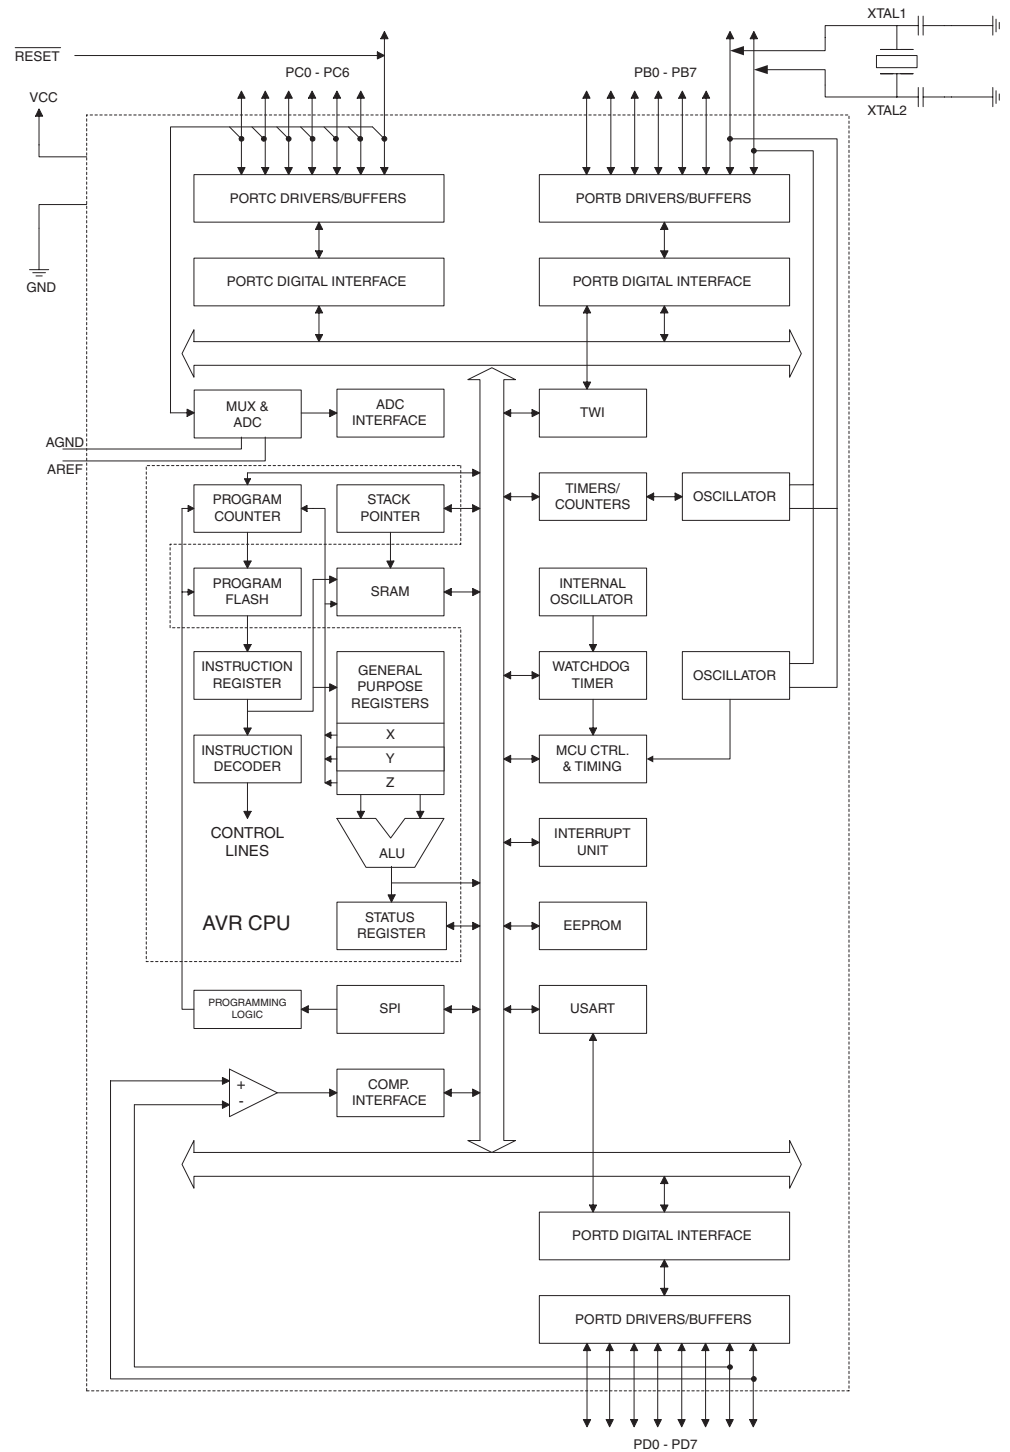 XTAL1
RESET
PC0 - PC6
PB0 - PB7
VCC
XTAL2
PORTC DRIVERS/BUFFERS
PORTB DRIVERS/BUFFERS
GND
PORTC DIGITAL INTERFACE
PORTB DIGITAL INTERFACE
MUX &
ADC
ADC
INTERFACE
TWI
AGND
AREF
PROGRAM
COUNTER
STACK
POINTER
TIMERS/
COUNTERS
OSCILLATOR
PROGRAM
FLASH
SRAM
INTERNAL
OSCILLATOR
INSTRUCTION
REGISTER
GENERAL
PURPOSE
REGISTERS
WATCHDOG
TIMER
OSCILLATOR
X
INSTRUCTION
DECODER
Y
Z
MCU CTRL.
& TIMING
CONTROL
LINES
ALU
INTERRUPT
UNIT
AVR CPU
STATUS
REGISTER
EEPROM
PROGRAMMING
LOGIC
SPI
USART
+
-
COMP.
INTERFACE
PORTD DIGITAL INTERFACE
PORTD DRIVERS/BUFFERS
PD0 - PD7